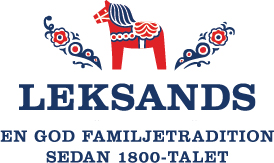 LEKSANDS
EN GOD FAMILJETRADITION
SEDAN 1800-TALET